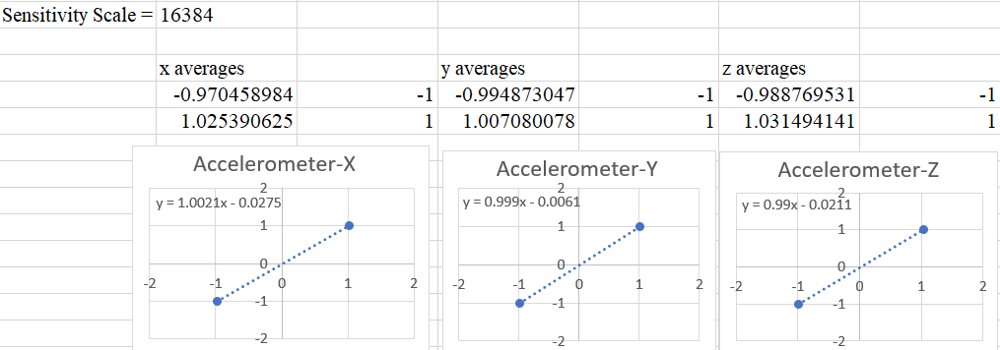 Sensitivity Scale = 16384
x averages y averages z averages
-0.970458984 -1 -0.994873047 -1 -0.988769531 -1
1.025390625 1 1.007080078 1 1.031494141 1
Accelerometer-X
2
y = 1.0021x - 0.0275
1
0
-2 -1 0 1 2
-1
-2
Accelerometer-Y
2
y = 0.999x - 0.0061
1
0
-2 -1 0 1 2
-1
-2
Accelerometer-Z
2
y = 0.99x - 0.0211
1
0
-2 -1 0 1 2
-1
-2